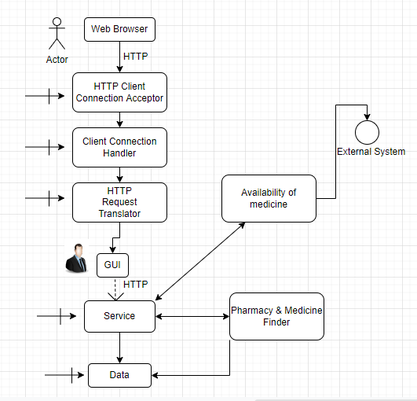 Web Browser
Actor
HTTP
HTTP Client
Connection Acceptor
Client Connection
Handler
External System
HTTP
Request
Translator
Availability of
medicine
GUI
HTTP
Service
Pharmacy & Medicine
Finder
Data